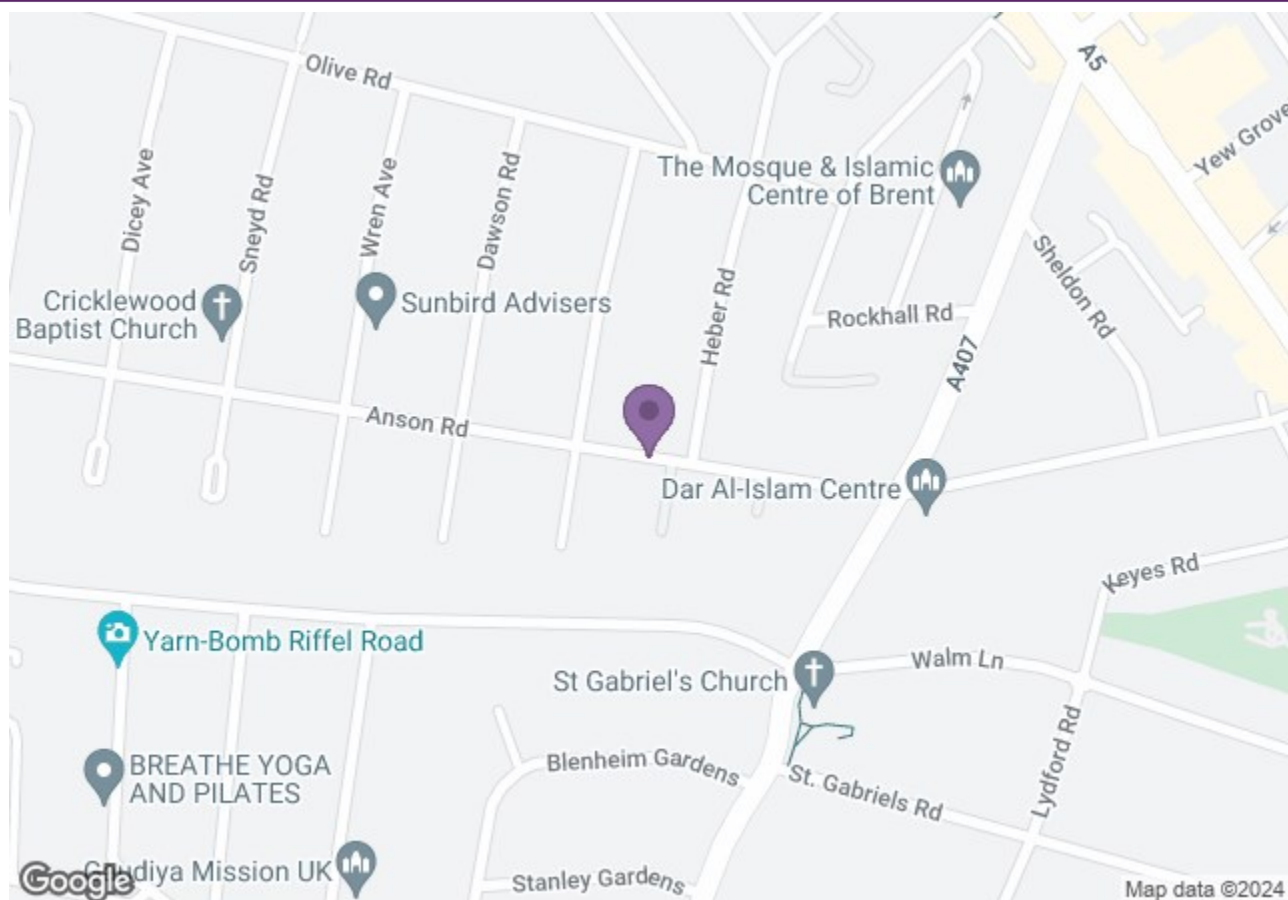 A5
Olive Rd
Yew Grove
The Mosque & Islamic
Centre of Brent
Dicey Ave
Sneyd Rd
Wren Ave
Dawson Rd
Sheldon Rd
Cricklewood
Baptist Church
Sunbird Advisers
Heber Rd
Rockhall Rd
A407
Anson Rd
Dar Al-Islam Centre
Keyes Rd
Yarn-Bomb Riffel Road
Walm Ln
St Gabriel's Church
Lydford Rd
BREATHE YOGA
AND PILATES
Blenheim Gardens
St. Gabriels Rd
Gaudiya Mission UK
Stanley Gardens
Google
Map data ©2024